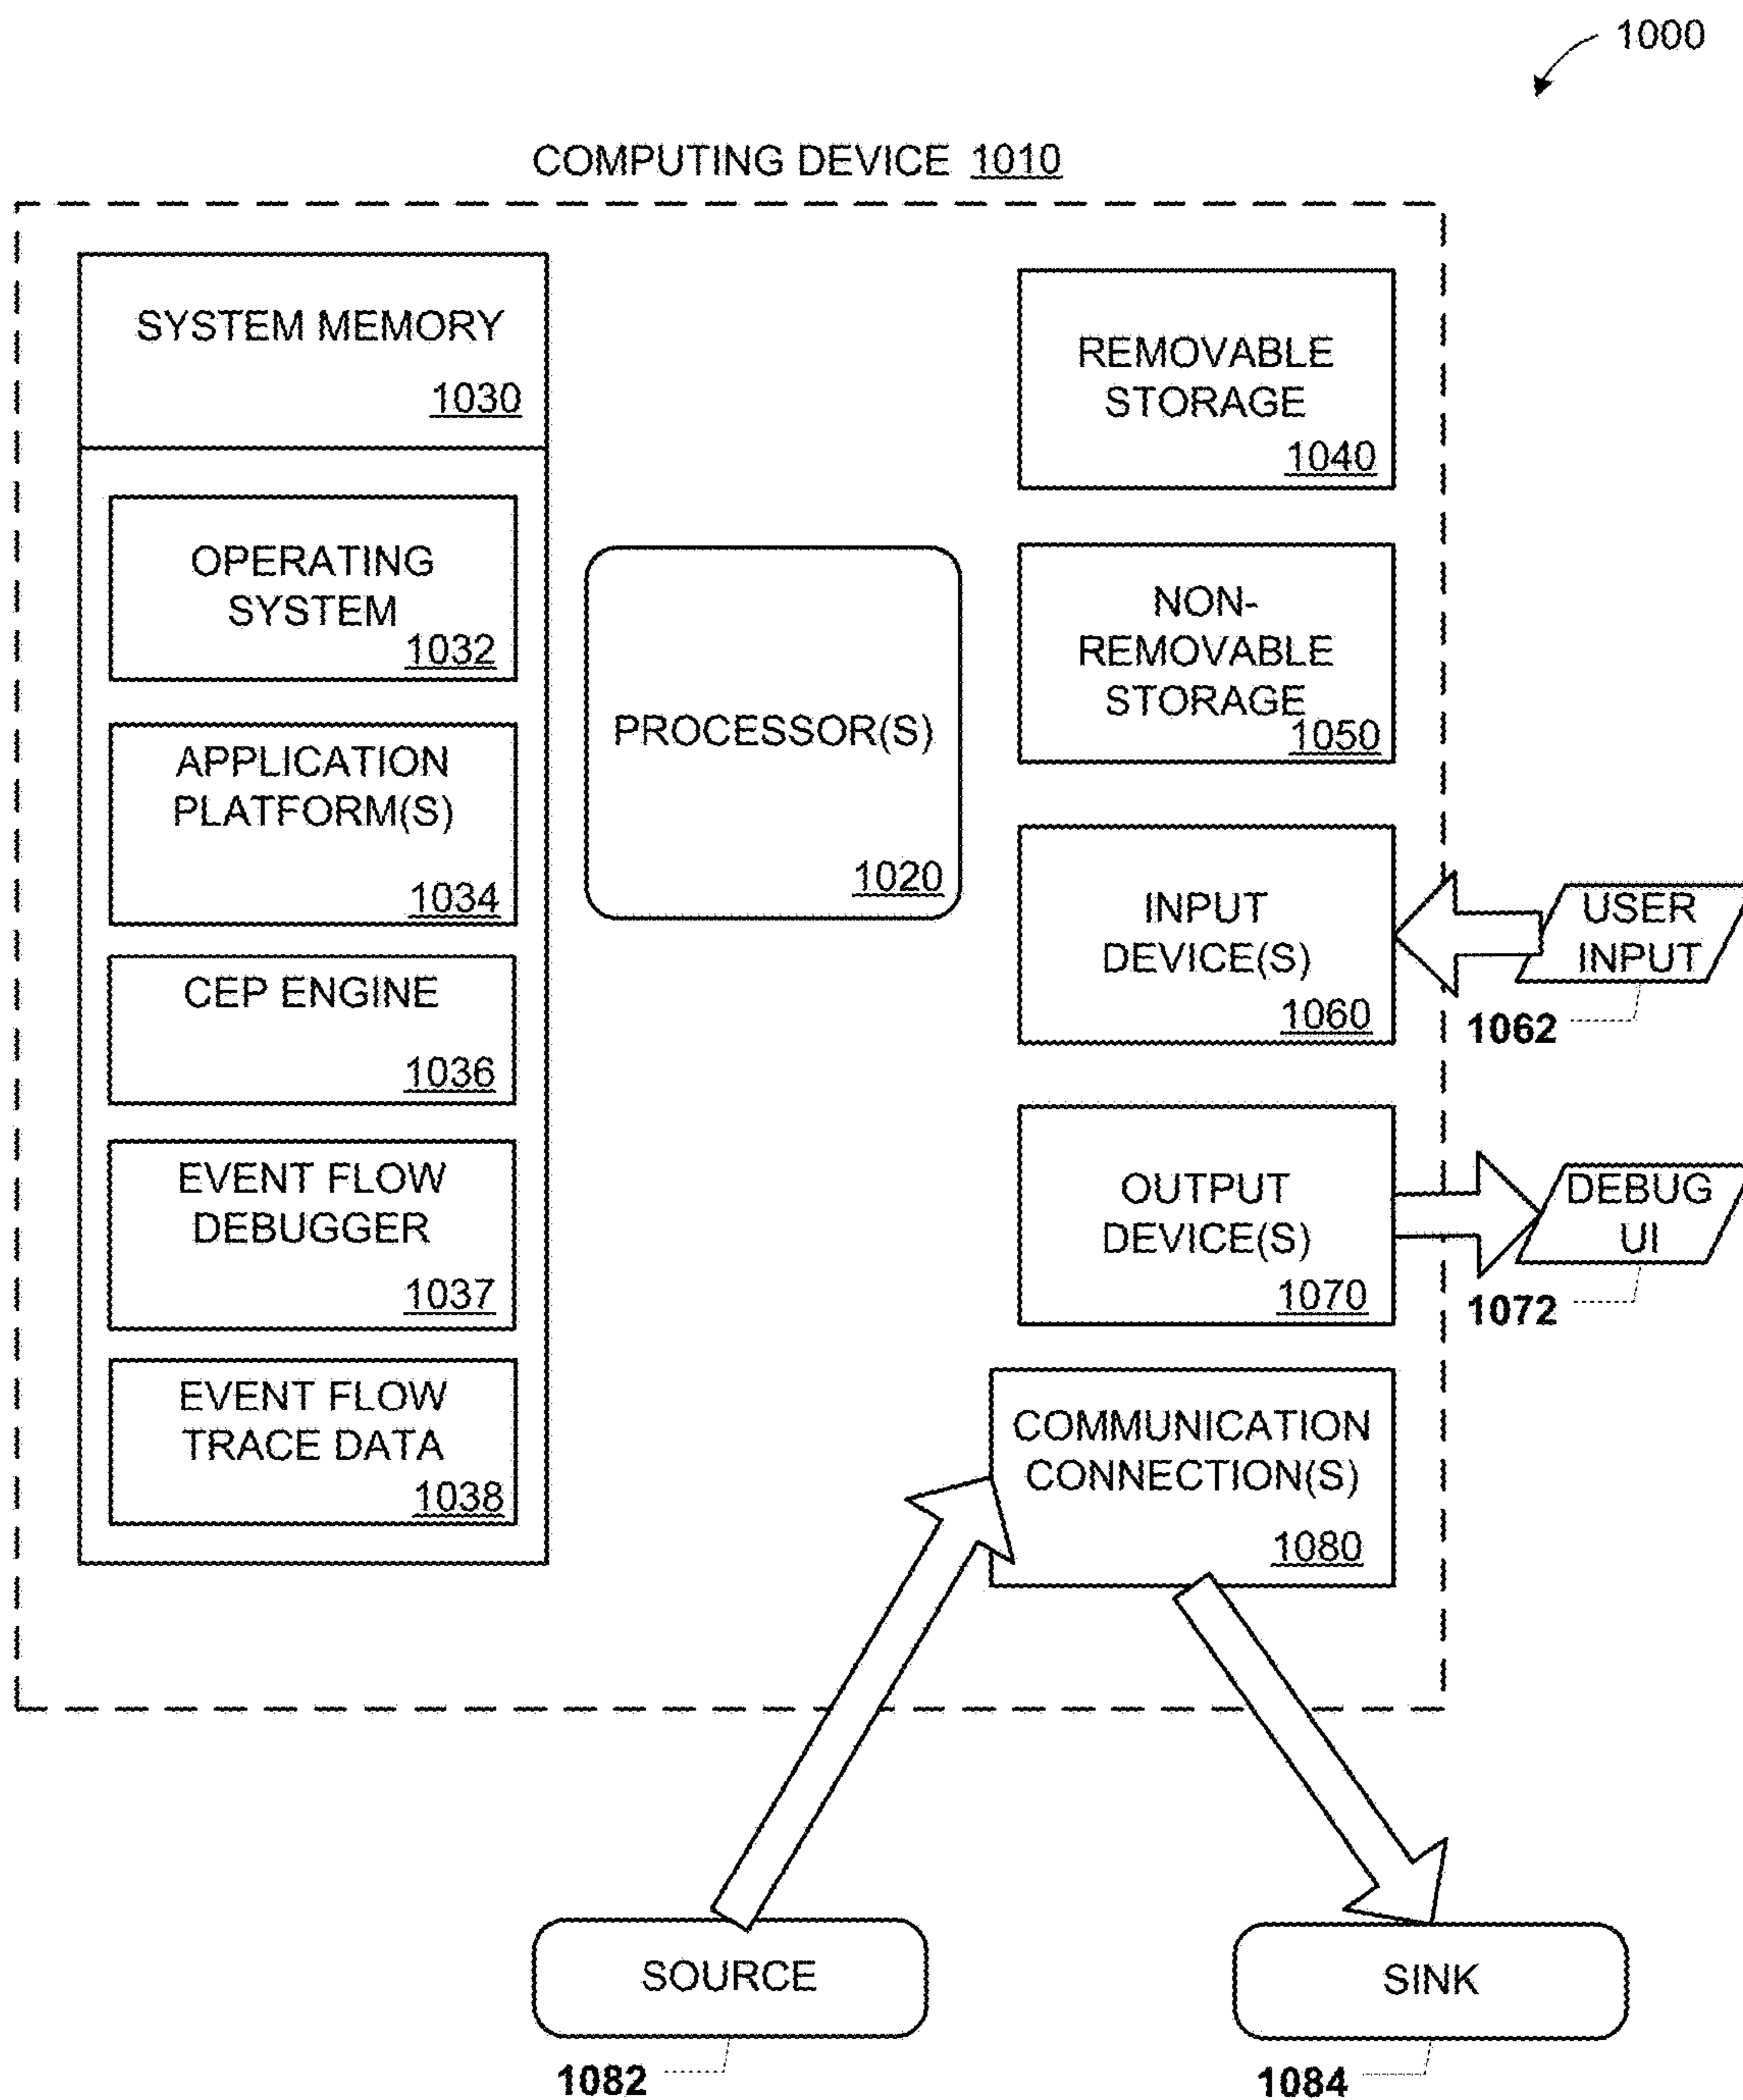 1000
COMPUTING DEVICE 1010
SYSTEM MEMORY
1030
OPERATING
SYSTEM
1032
APPLICATION
PLATFORM(S)
1034
CEP ENGINE
1036
EVENT FLOW
DEBUGGER
1037
EVENT FLOW
TRACE DATA
1038
PROCESSOR(S)
1020
REMOVABLE
STORAGE
1040
NON-
REMOVABLE
STORAGE
1050
INPUT
DEVICE(S)
1060
USER
INPUT
1062
OUTPUT
DEVICE(S)
1070
DEBUG
UI
1072
COMMUNICATION
CONNECTION(S)
1080
SOURCE
1082
SINK
1084